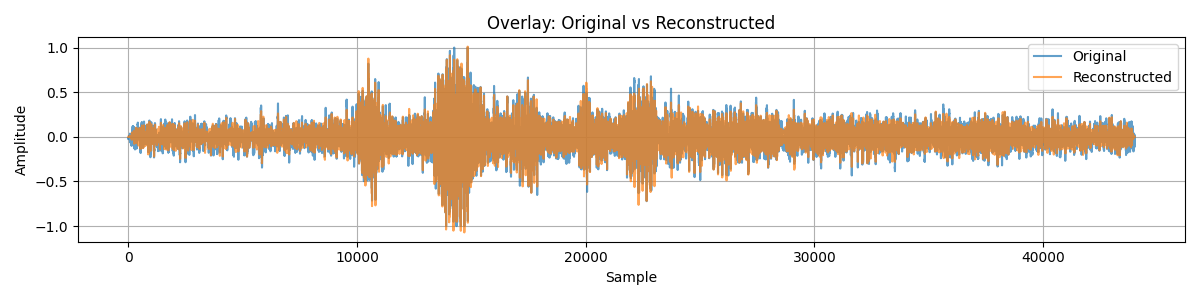 Overlay: Original vs Reconstructed
Original
Reconstructed
Amplitude
1.0
0.5
0.0
−0.5
−1.0
0
10000
20000
30000
40000
Sample